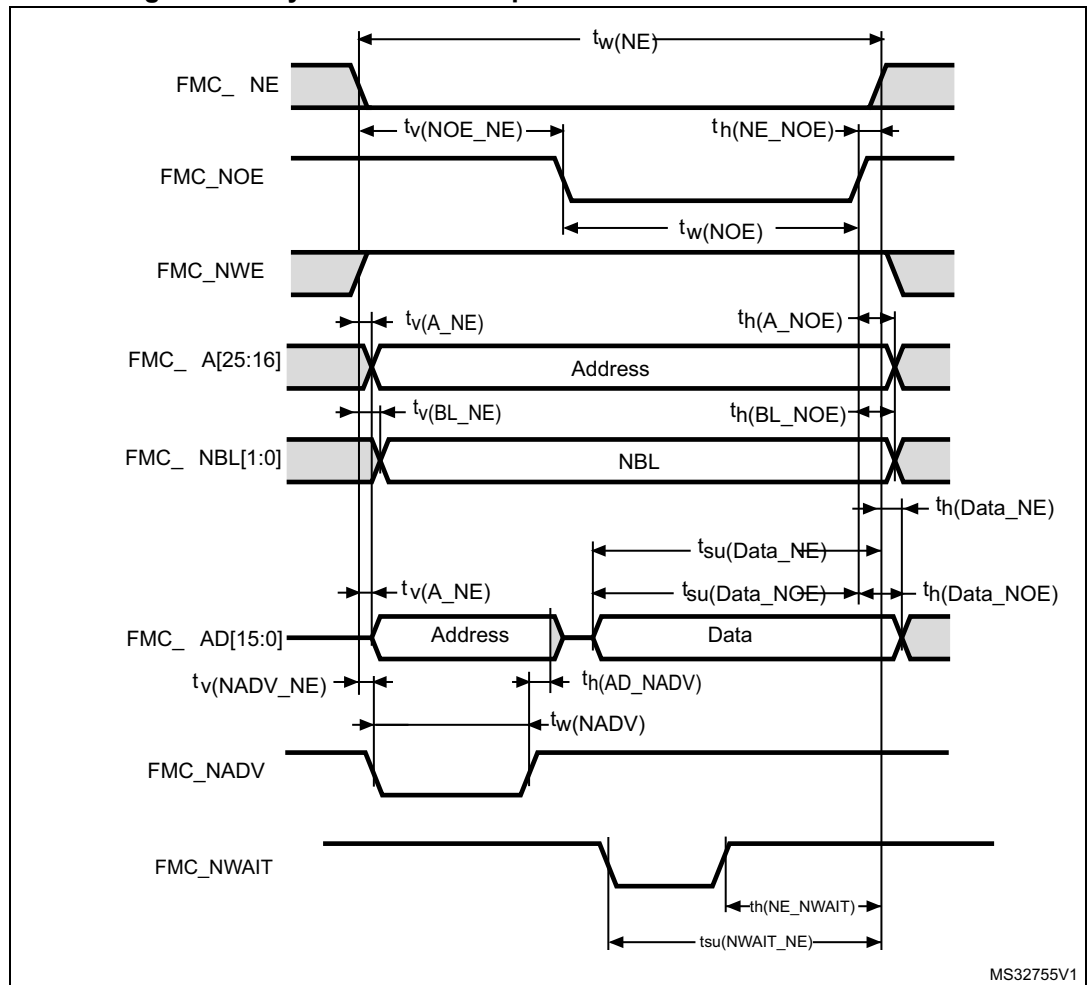 tw(NE)
FMC_ NE
tv(NOE_NE)
th(NE_NOE)
FMC_NOE
tw(NOE)
FMC_NWE
tv(A_NE)
th(A_NOE)
FMC_ A[25:16]
Address
tv(BL_NE)
th(BL_NOE)
FMC_ NBL[1:0]
NBL
th(Data_NE)
tsu(Data_NE)
tv(A_NE)
tsu(Data_NOE)
th(Data_NOE)
FMC_ AD[15:0]
Address
Data
tv(NADV_NE)
th(AD_NADV)
tw(NADV)
FMC_NADV
FMC_NWAIT
th(NE_NWAIT)
tsu(NWAIT_NE)
MS32755V1